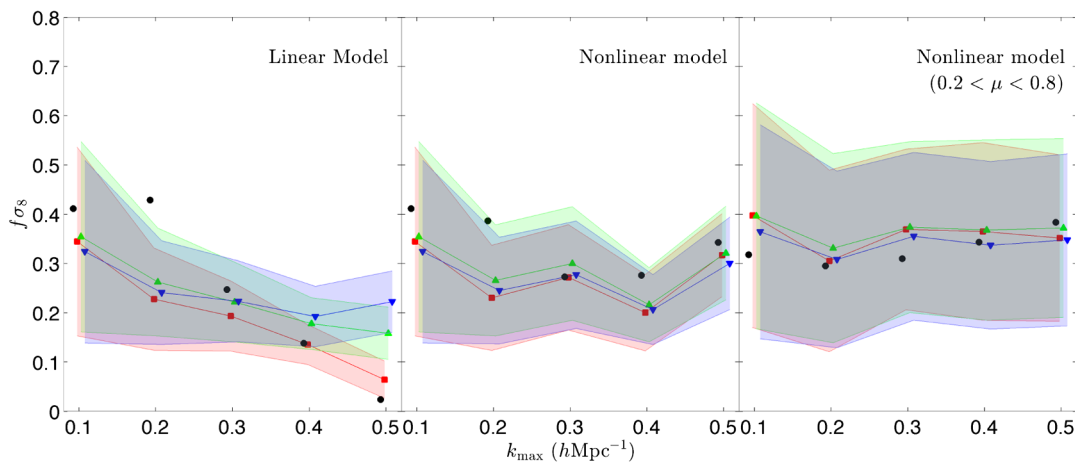 0.8
0.7
0.6
0.5
0.4
0.3
0.2
0.1
0
fσ₈
Linear Model
Nonlinear model
Nonlinear model
(0.2 < μ < 0.8)
0.1 0.2 0.3 0.4 0.5
0.1 0.2 0.3 0.4 0.5
0.1 0.2 0.3 0.4 0.5
k_max (hMpc⁻¹)